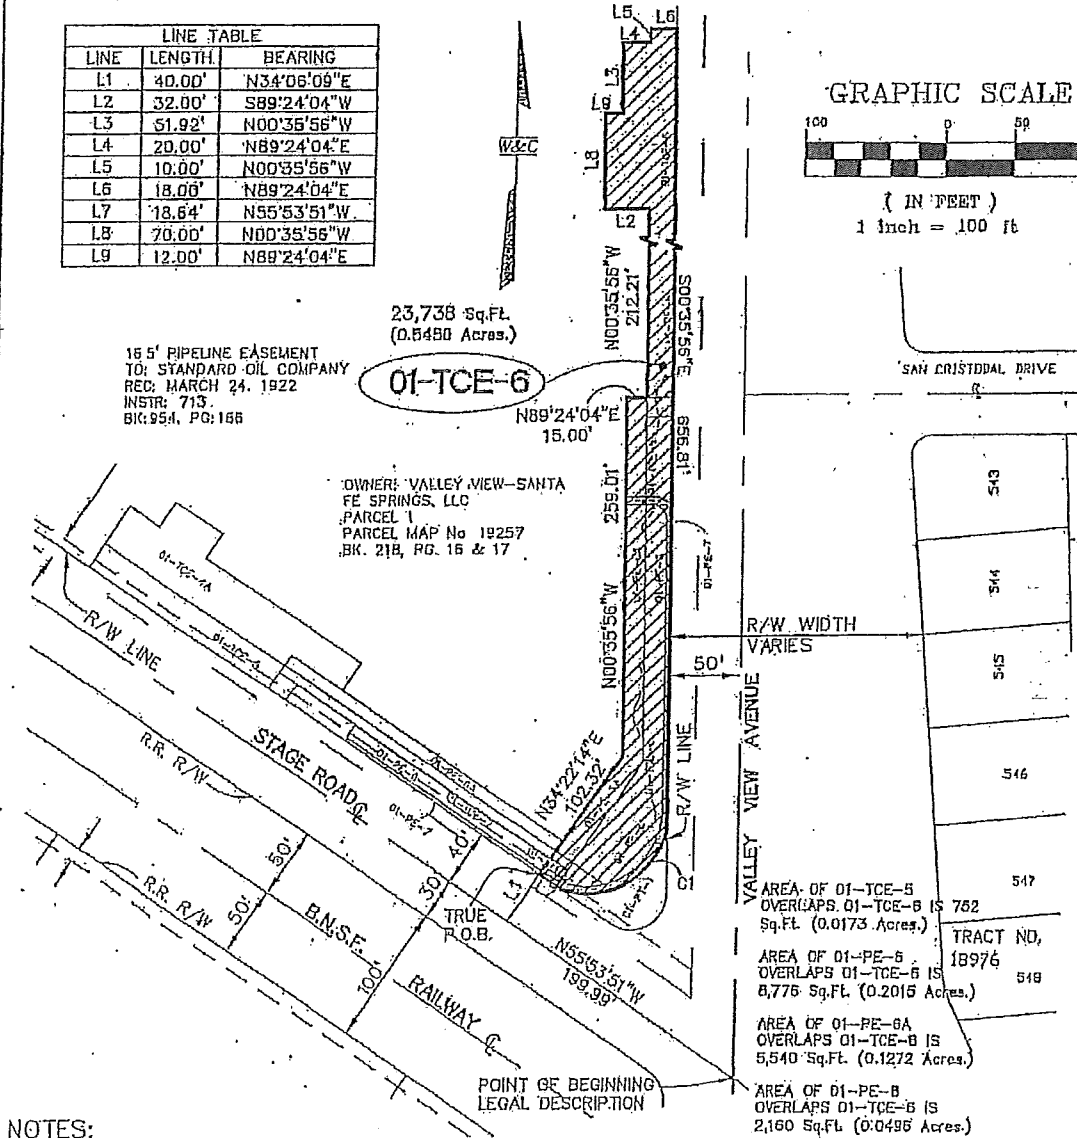 LINE TABLE
LINE LENGTH BEARING
L1 40.00' N34°06'09"E
L2 32.00' S89°24'04"W
L3 51.92' N00°35'56"W
L4 20.00' N89°24'04"E
L5 10.00' N00°35'56"W
L6 18.00' N89°24'04"E
L7 18.64' N55°53'51"W
L8 70.00' N00°35'56"W
L9 12.00' N89°24'04"E
W&C
L5
L6
L4
L3
L9
L8
L2
GRAPHIC SCALE
100 0 50
( IN FEET )
1 inch = 100 ft
23,738 Sq.Ft.
(0.5450 Acres.)
16.5' PIPELINE EASEMENT
TO: STANDARD OIL COMPANY
REC: MARCH 24, 1922
INSTR: 713.
BK:954, PG:166
01-TCE-6
N00°35'56"W
212.21'
S00°35'56"E
656.81'
N89°24'04"E
15.00'
SAN CRISTOBAL DRIVE
OWNER: VALLEY VIEW-SANTA
FE SPRINGS, LLC
PARCEL 1
PARCEL MAP No 19257
BK. 218, PG. 16 & 17
N00°35'56"W 259.01'
01-PE-7
543
544
545
546
547
548
R/W WIDTH
VARIES
50'
VALLEY VIEW AVENUE
R/W LINE
01-TCE-4A
R/W LINE
STAGE ROAD ℄
R.R. R/W
01-PE-7
N34°22'14"E
102.32'
C1
L1
TRUE
P.O.B.
40'
30'
50'
50'
100'
R.R. R/W
B.N.S.F.
RAILWAY ℄
N55°53'51"W
199.99'
AREA OF 01-TCE-5
OVERLAPS 01-TCE-6 IS 752
Sq.Ft. (0.0173 Acres.)
TRACT NO.
18976
AREA OF 01-PE-6
OVERLAPS 01-TCE-6 IS
8,776 Sq.Ft. (0.2015 Acres.)
AREA OF 01-PE-6A
OVERLAPS 01-TCE-6 IS
5,540 Sq.Ft. (0.1272 Acres.)
AREA OF 01-PE-8
OVERLAPS 01-TCE-6 IS
2,160 Sq.Ft. (0.0496 Acres.)
POINT OF BEGINNING
LEGAL DESCRIPTION
NOTES: